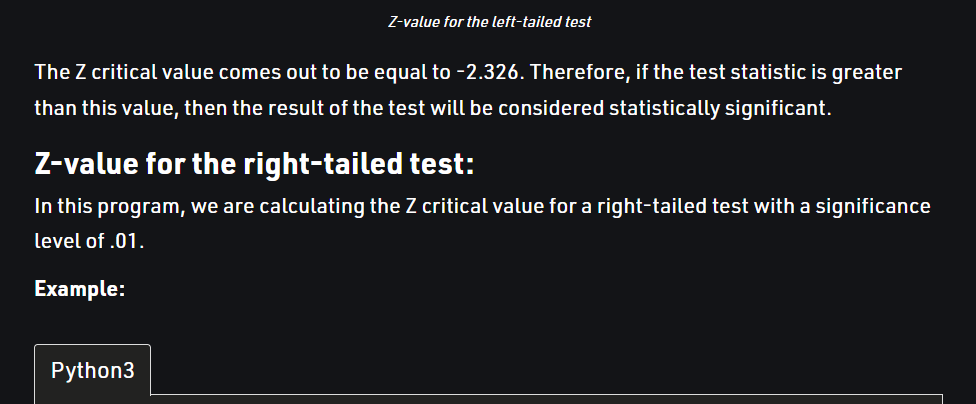 Z-value for the left-tailed test
The Z critical value comes out to be equal to -2.326. Therefore, if the test statistic is greater
than this value, then the result of the test will be considered statistically significant.
Z-value for the right-tailed test:
In this program, we are calculating the Z critical value for a right-tailed test with a significance
level of .01.
Example:
Python3